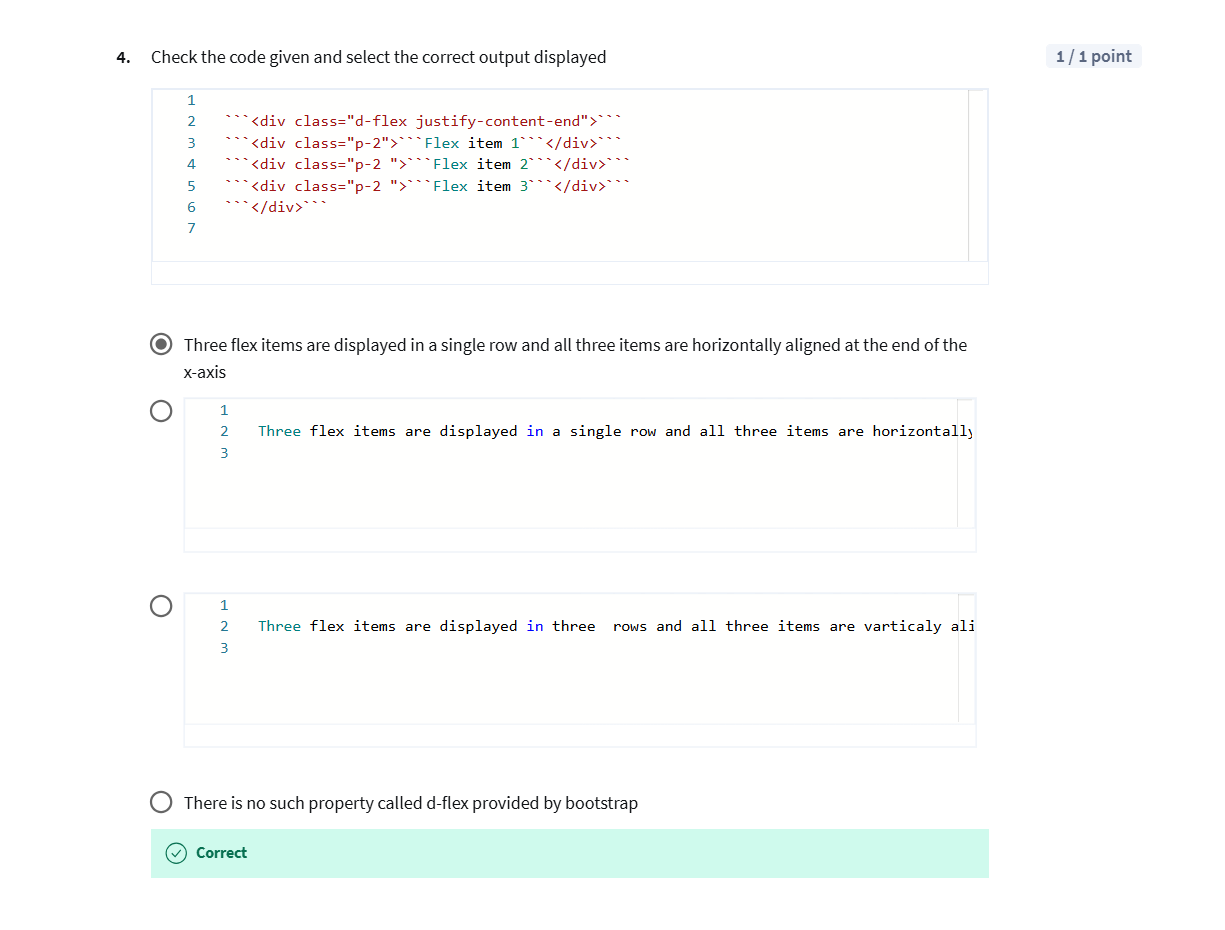 4. Check the code given and select the correct output displayed
1 / 1 point
1
2 ```<div class="d-flex justify-content-end">```
3 ```<div class="p-2">```Flex item 1```</div>```
4 ```<div class="p-2 ">```Flex item 2```</div>```
5 ```<div class="p-2 ">```Flex item 3```</div>```
6 ```</div>```
7
Three flex items are displayed in a single row and all three items are horizontally aligned at the end of the
x-axis
1
2 Three flex items are displayed in a single row and all three items are horizontally
3
1
2 Three flex items are displayed in three  rows and all three items are varticaly ali
3
There is no such property called d-flex provided by bootstrap
Correct